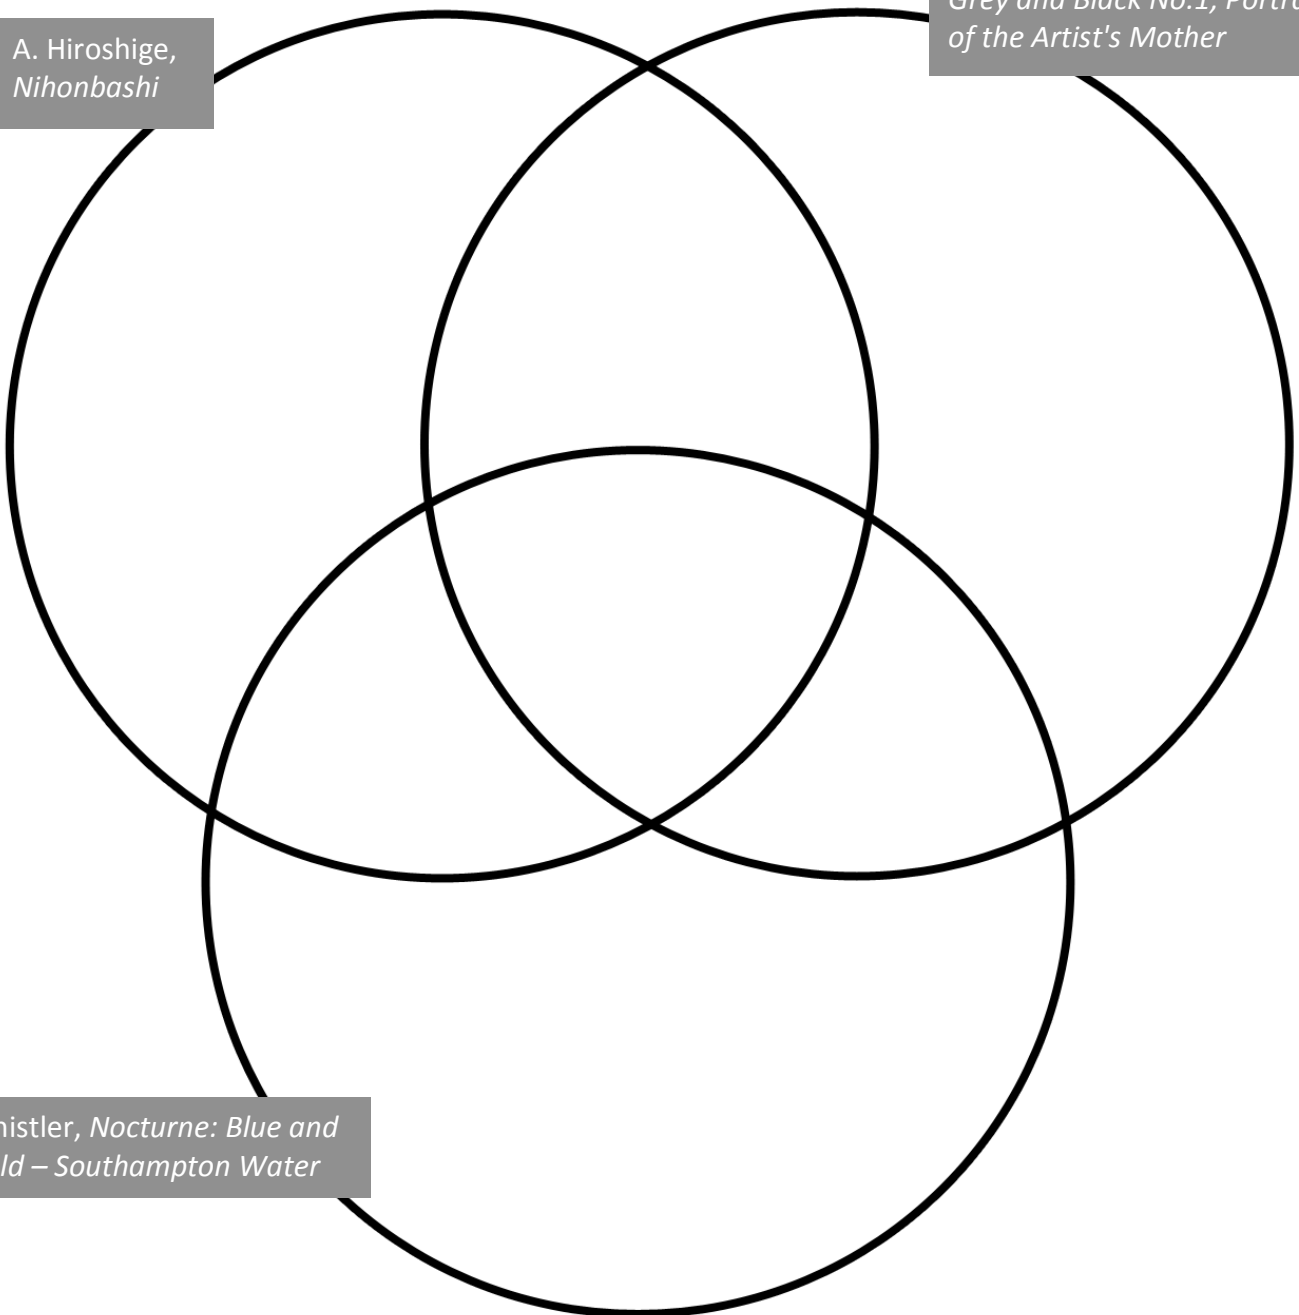 A. Hiroshige,
Nihonbashi
Grey and Black No.1, Portra
of the Artist's Mother
histler, Nocturne: Blue and
ld – Southampton Water